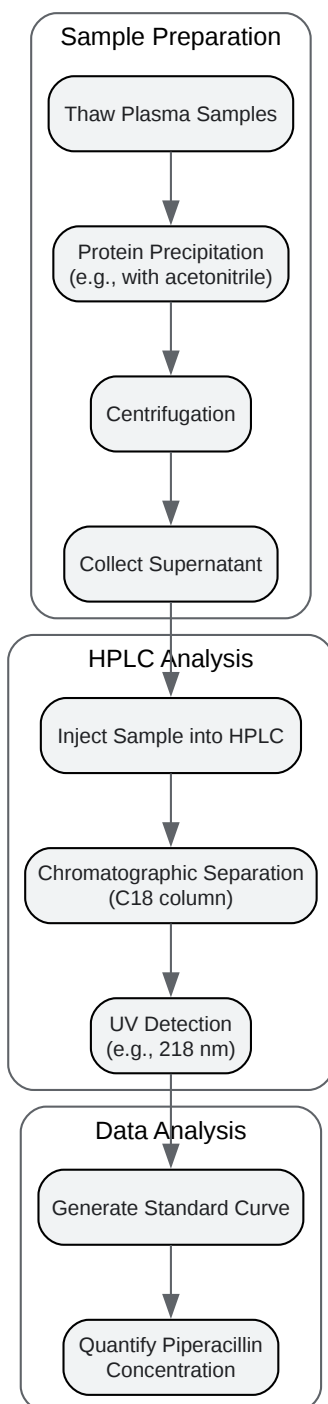 Sample Preparation
Thaw Plasma Samples
Protein Precipitation
(e.g., with acetonitrile)
Centrifugation
Collect Supernatant
HPLC Analysis
Inject Sample into HPLC
Chromatographic Separation
(C18 column)
UV Detection
(e.g., 218 nm)
Data Analysis
Generate Standard Curve
Quantify Piperacillin
Concentration